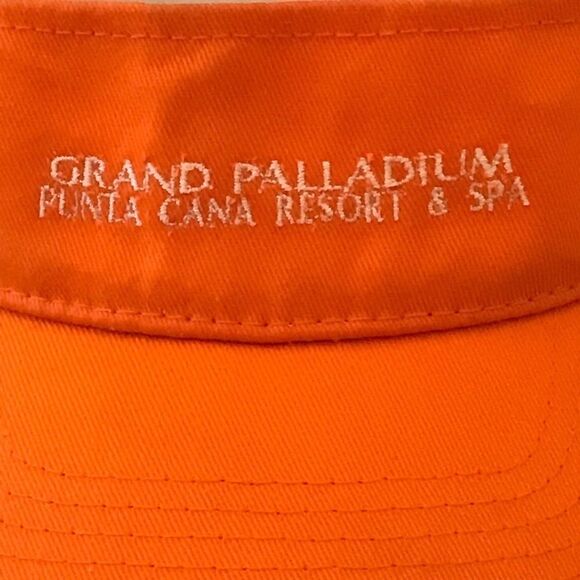 GRAND PALLADIUM
PUNTA CANA RESORT & SPA